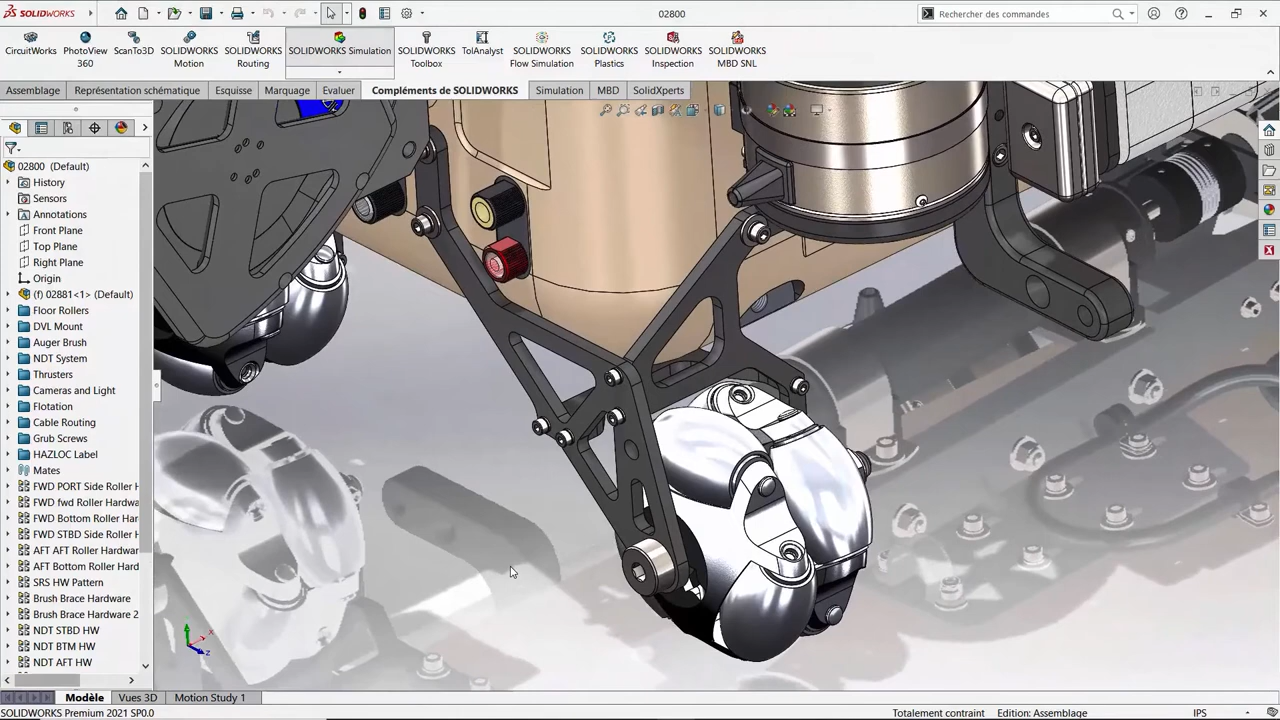 SOLIDWORKS
02800
Rechercher des commandes
CircuitWorks
PhotoView 360
ScanTo3D
SOLIDWORKS Motion
SOLIDWORKS Routing
SOLIDWORKS Simulation
SOLIDWORKS Toolbox
TolAnalyst
SOLIDWORKS Flow Simulation
SOLIDWORKS Plastics
SOLIDWORKS Inspection
SOLIDWORKS MBD SNL
Assemblage
Représentation schématique
Esquisse
Marquage
Evaluer
Compléments de SOLIDWORKS
Simulation
MBD
SolidXperts
02800 (Default)
History
Sensors
Annotations
Front Plane
Top Plane
Right Plane
Origin
(f) 02881<1> (Default)
Floor Rollers
DVL Mount
Auger Brush
NDT System
Thrusters
Cameras and Light
Flotation
Cable Routing
Grub Screws
HAZLOC Label
Mates
FWD PORT Side Roller H
FWD fwd Roller Hardwa
FWD Bottom Roller Har
FWD STBD Side Roller H
AFT AFT Roller Hardwar
AFT Bottom Roller Hard
SRS HW Pattern
Brush Brace Hardware
Brush Brace Hardware 2
NDT STBD HW
NDT BTM HW
NDT AFT HW
Modèle
Vues 3D
Motion Study 1
SOLIDWORKS Premium 2021 SP0.0
Totalement contraint
Edition: Assemblage
IPS